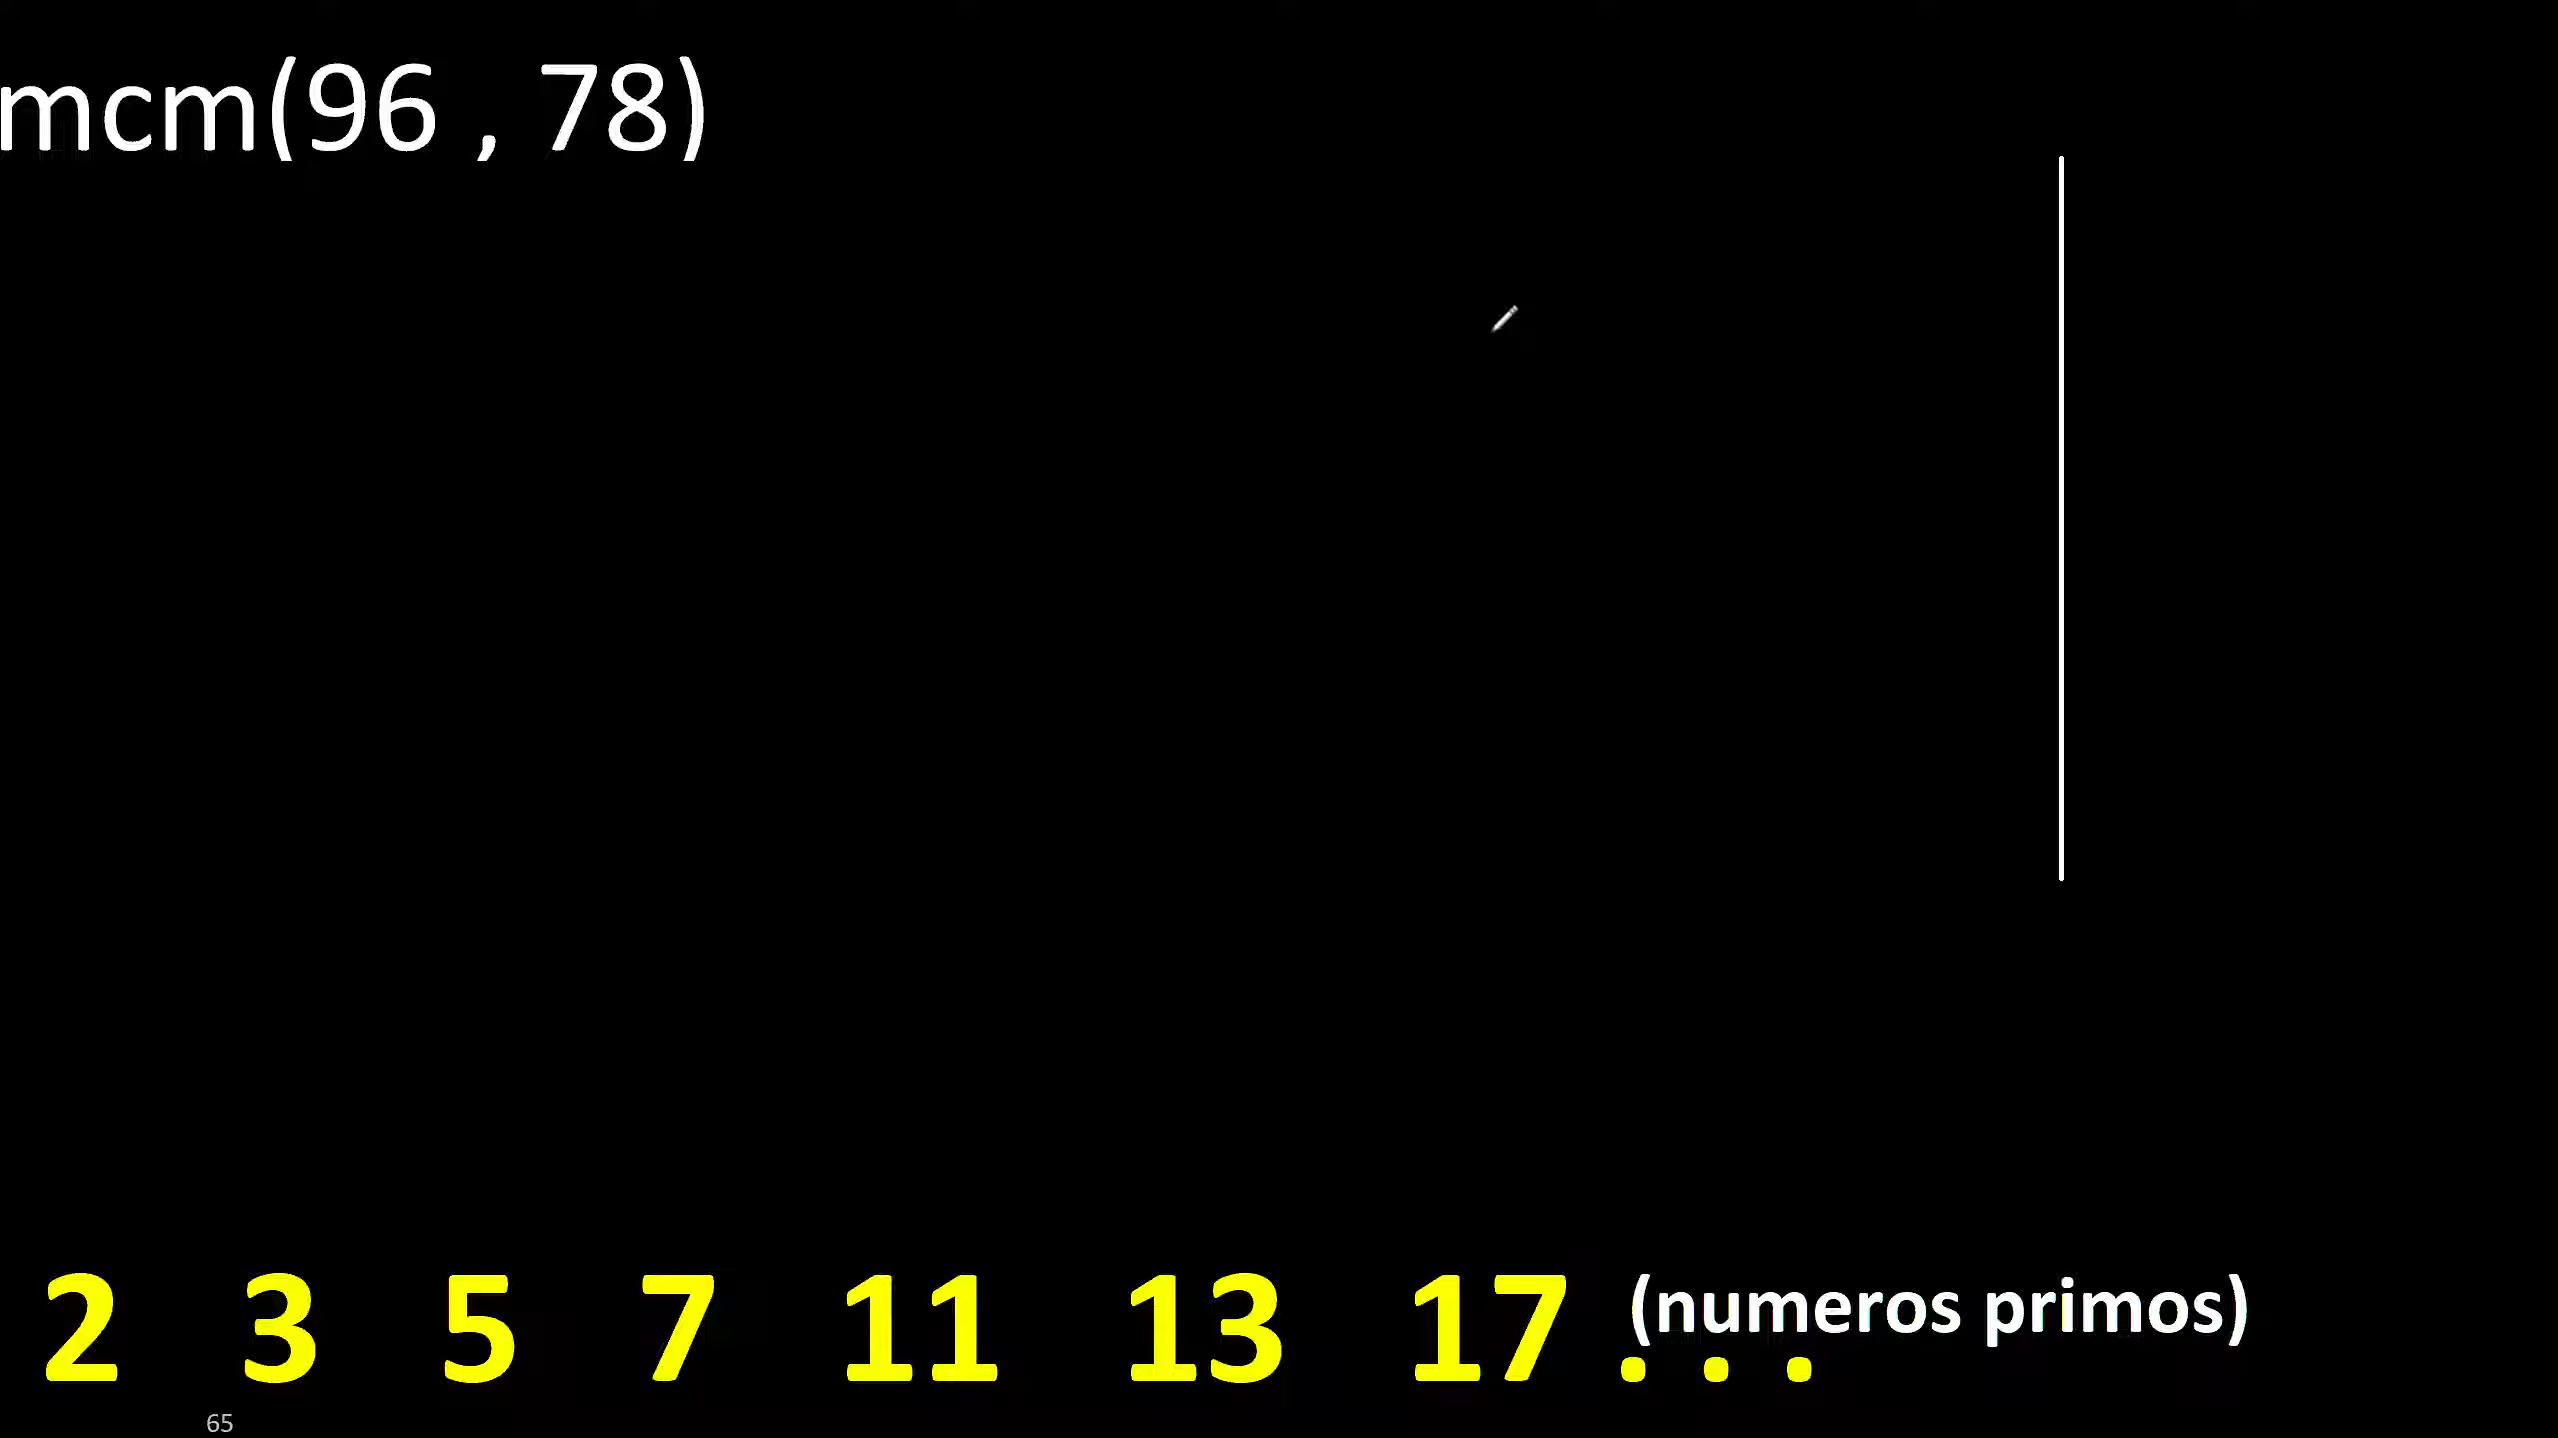 mcm(96 , 78)
2 3 5 7 11 13 17 . . . (numeros primos)
65